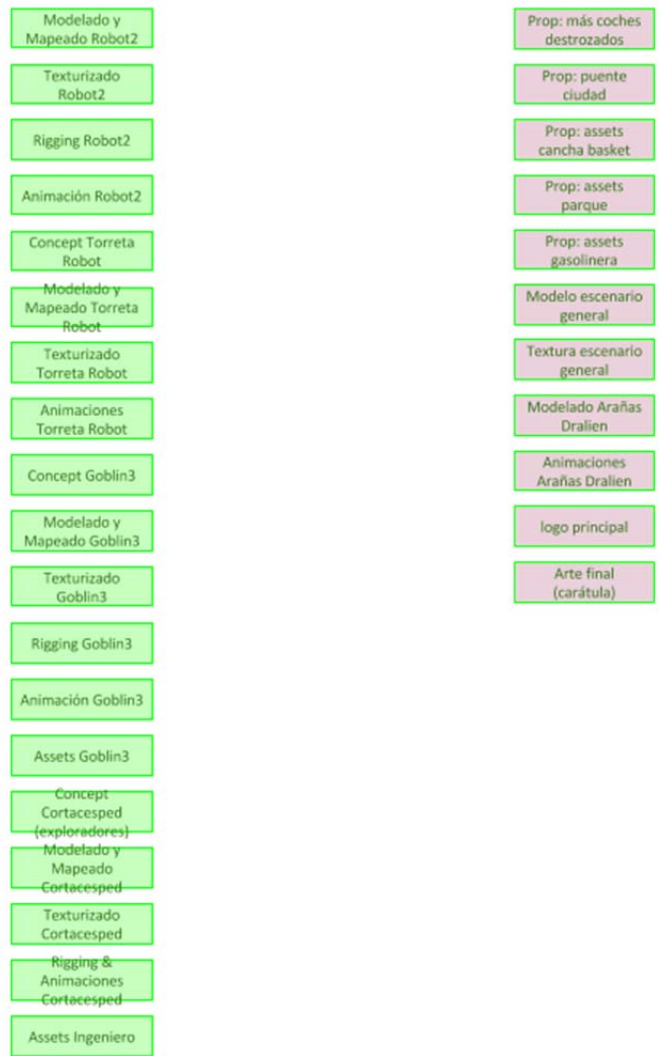 Modelado y
Mapeado Robot2
Texturizado
Robot2
Rigging Robot2
Animación Robot2
Concept Torreta
Robot
Modelado y
Mapeado Torreta
Robot
Texturizado
Torreta Robot
Animaciones
Torreta Robot
Concept Goblin3
Modelado y
Mapeado Goblin3
Texturizado
Goblin3
Rigging Goblin3
Animación Goblin3
Assets Goblin3
Concept
Cortacesped
(exploradores)
Modelado y
Mapeado
Cortacesped
Texturizado
Cortacesped
Rigging &
Animaciones
Cortacesped
Assets Ingeniero
Prop: más coches
destrozados
Prop: puente
ciudad
Prop: assets
cancha basket
Prop: assets
parque
Prop: assets
gasolinera
Modelo escenario
general
Textura escenario
general
Modelado Arañas
Dralien
Animaciones
Arañas Dralien
logo principal
Arte final
(carátula)